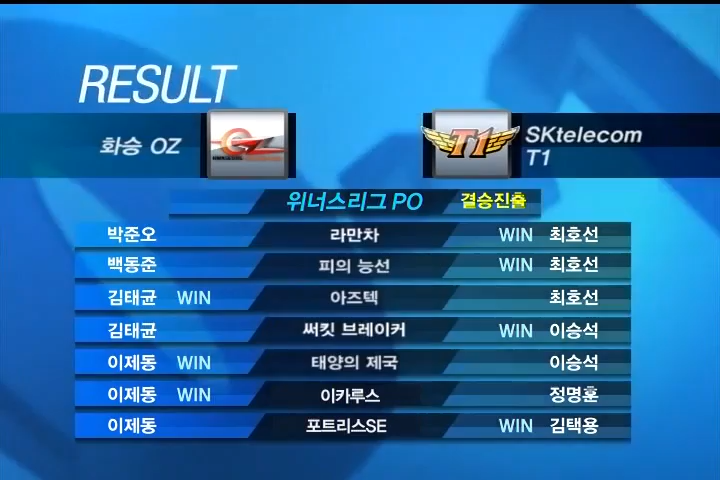 RESULT
화승 OZ
OZ
T1
SKtelecom
T1
위너스리그 PO 결승진출
박준오 라만차 WIN 최호선
백동준 피의 능선 WIN 최호선
김태균 WIN 아즈텍 최호선
김태균 써킷 브레이커 WIN 이승석
이제동 WIN 태양의 제국 이승석
이제동 WIN 이카루스 정명훈
이제동 포트리스SE WIN 김택용